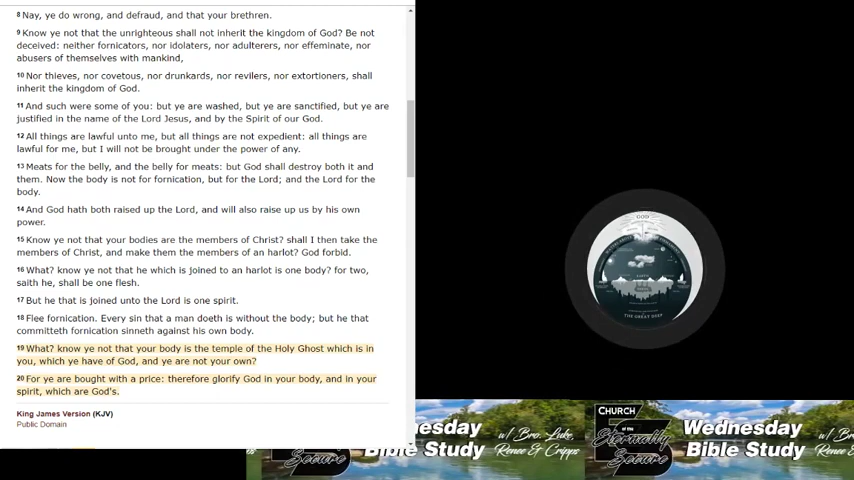 8 Nay, ye do wrong, and defraud, and that your brethren.
9 Know ye not that the unrighteous shall not inherit the kingdom of God? Be not
deceived: neither fornicators, nor idolaters, nor adulterers, nor effeminate, nor
abusers of themselves with mankind,
10 Nor thieves, nor covetous, nor drunkards, nor revilers, nor extortioners, shall
inherit the kingdom of God.
11 And such were some of you: but ye are washed, but ye are sanctified, but ye are
justified in the name of the Lord Jesus, and by the Spirit of our God.
12 All things are lawful unto me, but all things are not expedient: all things are
lawful for me, but I will not be brought under the power of any.
13 Meats for the belly, and the belly for meats: but God shall destroy both it and
them. Now the body is not for fornication, but for the Lord; and the Lord for the
body.
14 And God hath both raised up the Lord, and will also raise up us by his own
power.
15 Know ye not that your bodies are the members of Christ? shall I then take the
members of Christ, and make them the members of an harlot? God forbid.
16 What? know ye not that he which is joined to an harlot is one body? for two,
saith he, shall be one flesh.
17 But he that is joined unto the Lord is one spirit.
18 Flee fornication. Every sin that a man doeth is without the body; but he that
committeth fornication sinneth against his own body.
19 What? know ye not that your body is the temple of the Holy Ghost which is in
you, which ye have of God, and ye are not your own?
20 For ye are bought with a price: therefore glorify God in your body, and in your
spirit, which are God's.
King James Version (KJV)
Public Domain
GOD
EARTH
THE GREAT DEEP
Wednesday
Bible Study
w/ Bro. Luke,
Renee & Cripps
Secure
CHURCH
of the
Eternally
Secure
Wednesday
Bible Study
w/ Bro.
Renee